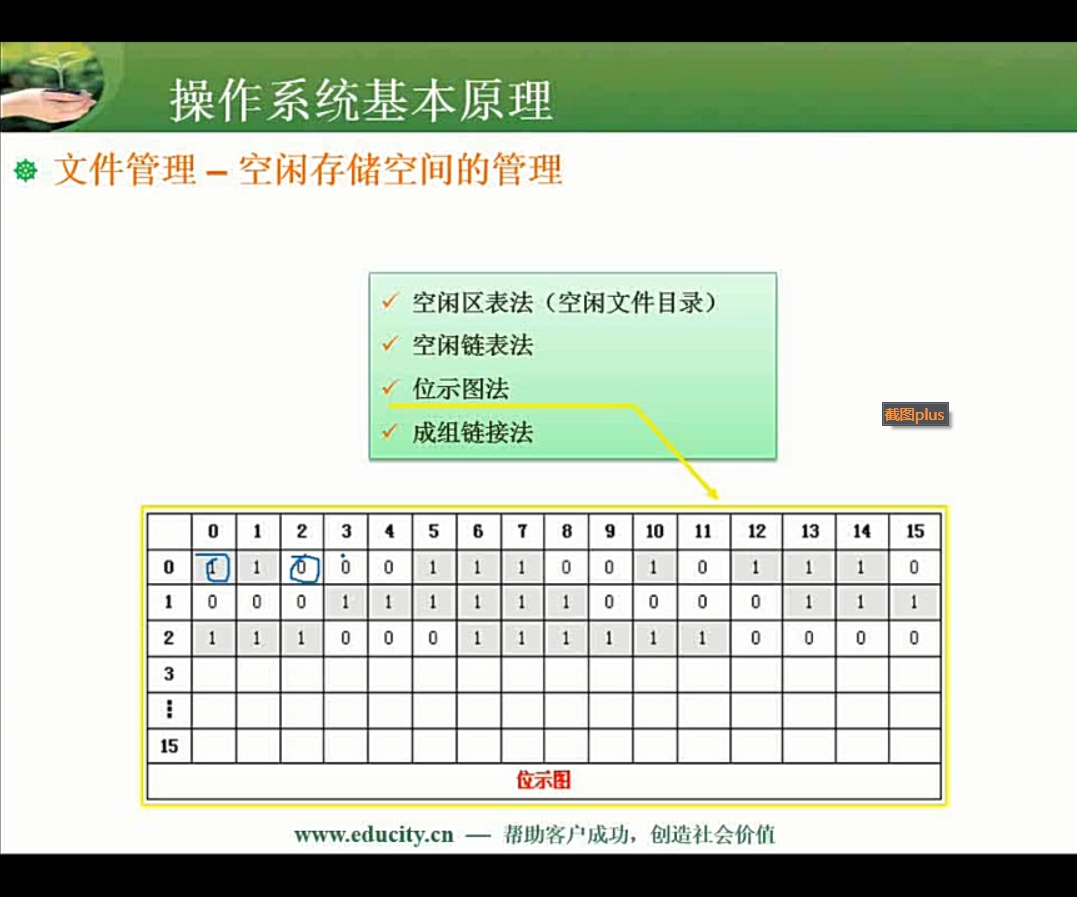 操作系统基本原理
文件管理 – 空闲存储空间的管理
✓ 空闲区表法（空闲文件目录）
✓ 空闲链表法
✓ 位示图法
截图plus
✓ 成组链接法
0 1 2 3 4 5 6 7 8 9 10 11 12 13 14 15
0 1 1 0 0 0 1 1 1 0 0 1 0 1 1 1 0
1 0 0 0 1 1 1 1 1 1 0 0 0 0 1 1 1
2 1 1 1 0 0 0 1 1 1 1 1 1 0 0 0 0
3
⋮
15
位示图
www.educity.cn — 帮助客户成功，创造社会价值